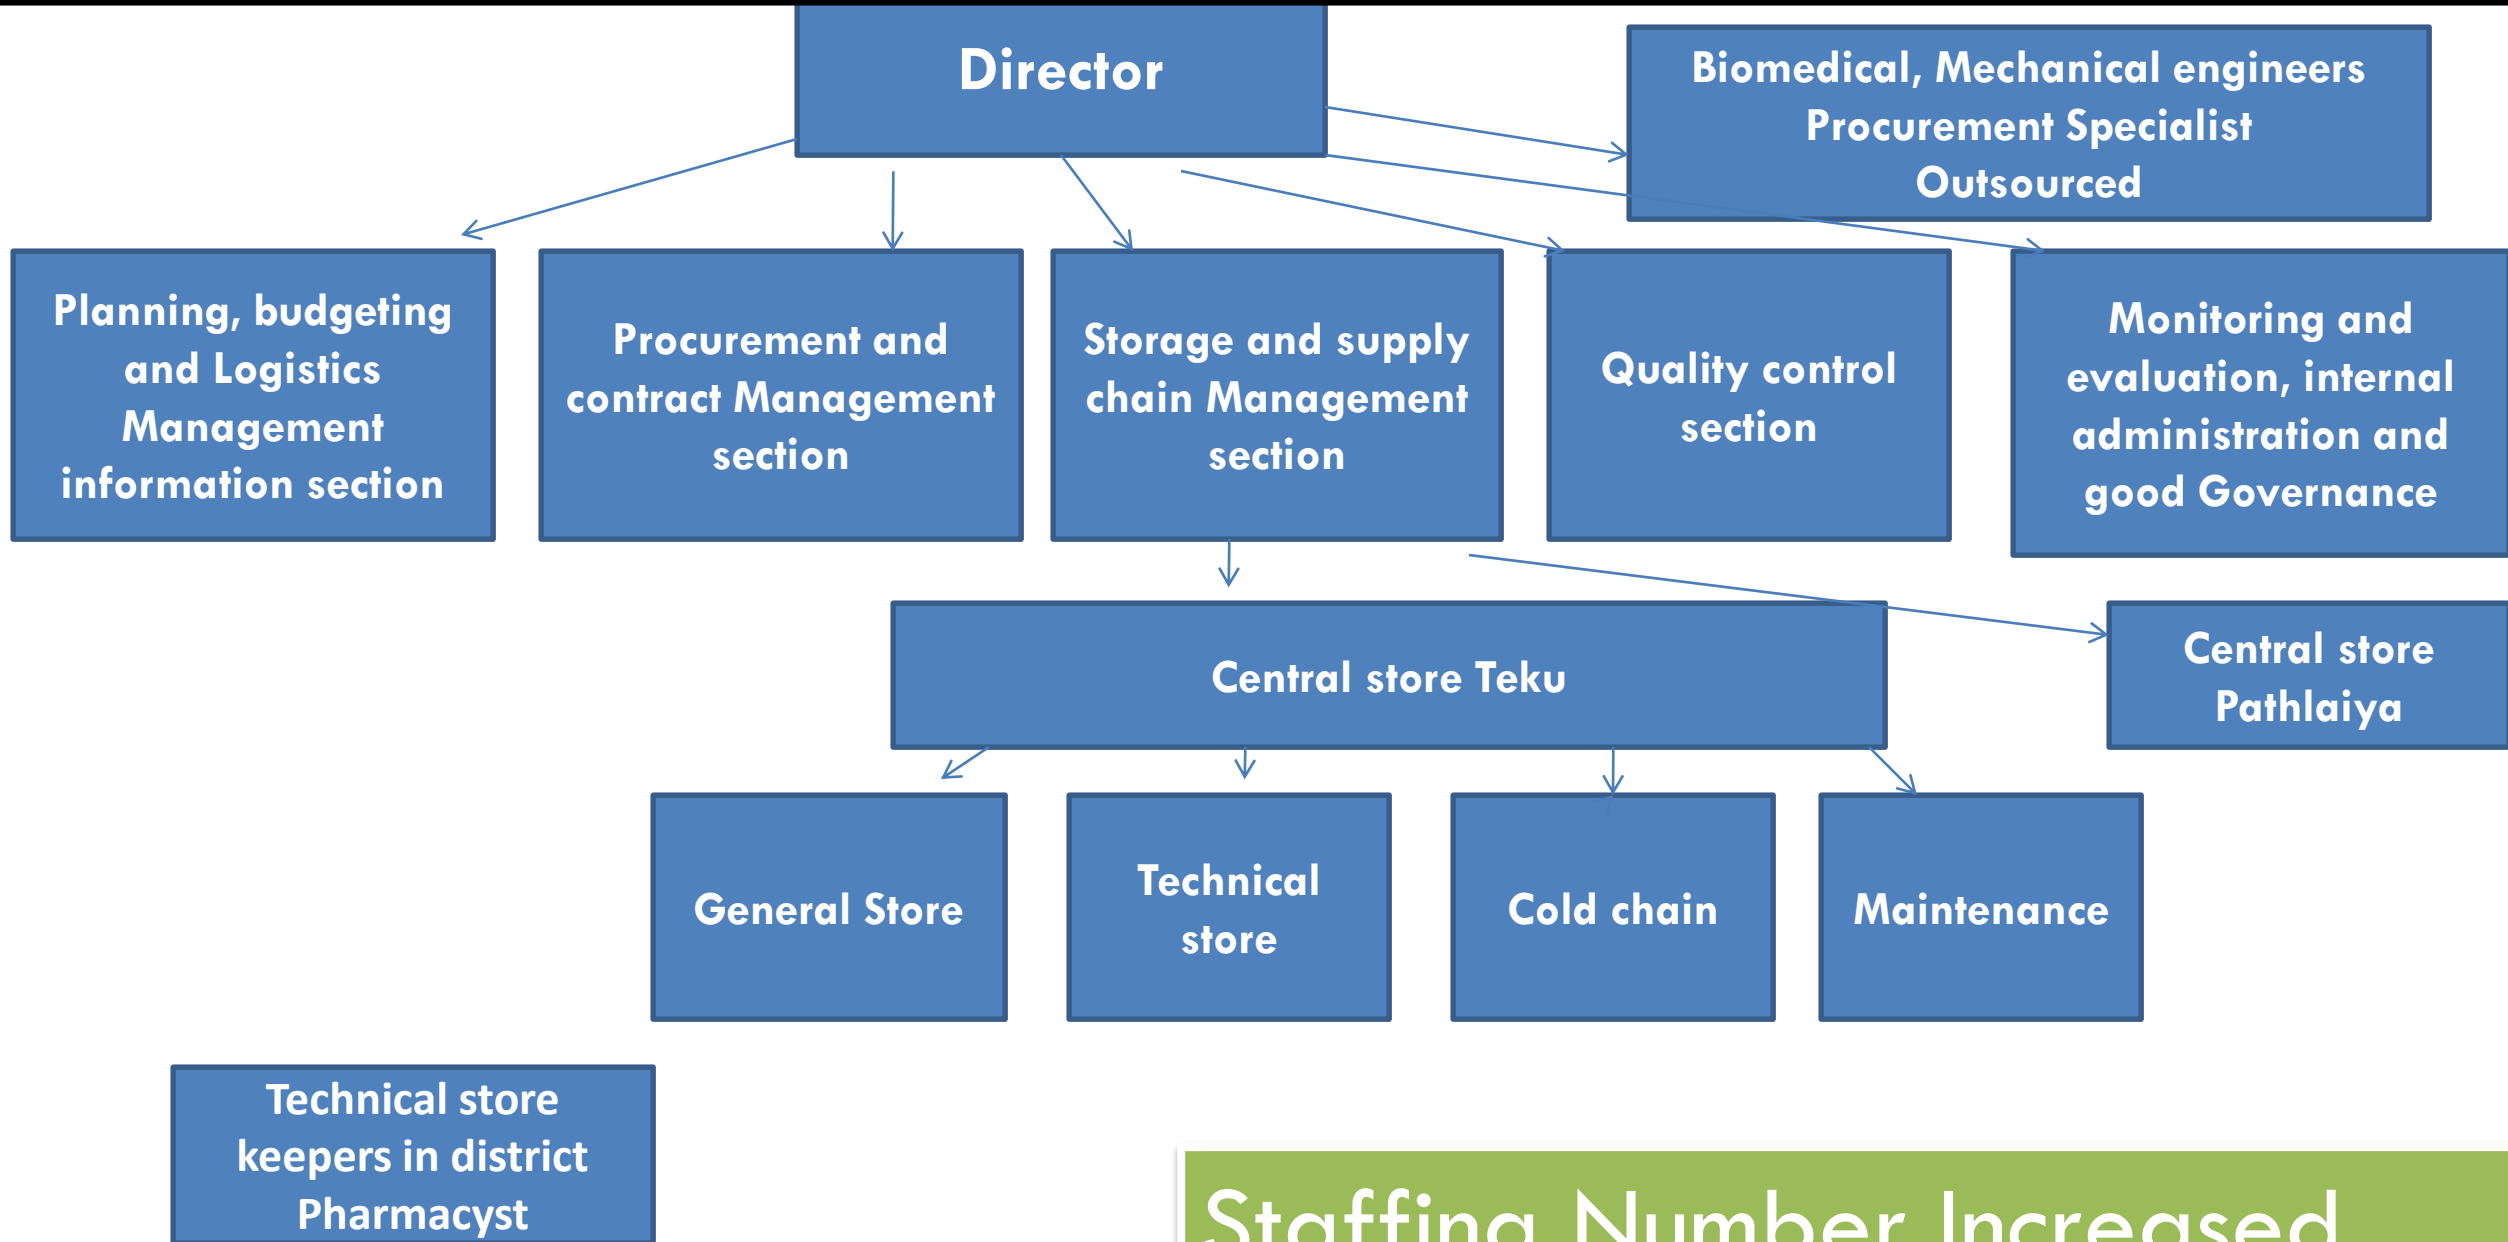 Director
Biomedical, Mechanical engineers
Procurement Specialist
Outsourced
Planning, budgeting
and Logistics
Management
information section
Procurement and
contract Management
section
Storage and supply
chain Management
section
Quality control
section
Monitoring and
evaluation, internal
administration and
good Governance
Central store Teku
Central store
Pathlaiya
General Store
Technical
store
Cold chain
Maintenance
Technical store
keepers in district
Pharmacyst
Staffing Number Increased